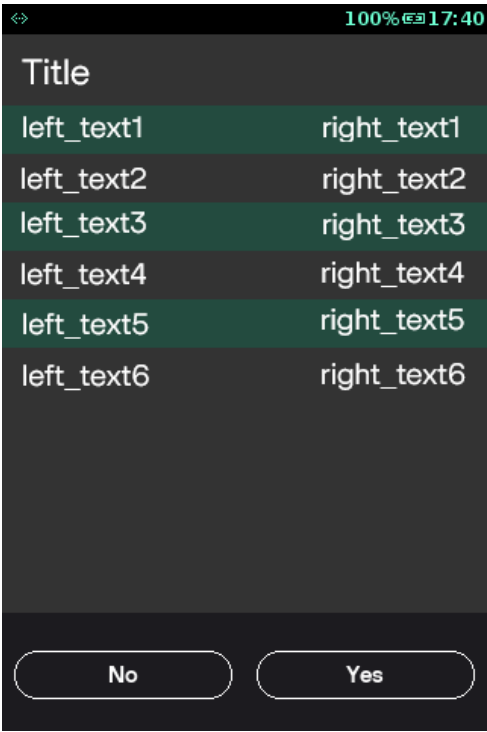 100% 17:40
Title
left_text1 right_text1
left_text2 right_text2
left_text3 right_text3
left_text4 right_text4
left_text5 right_text5
left_text6 right_text6
No Yes